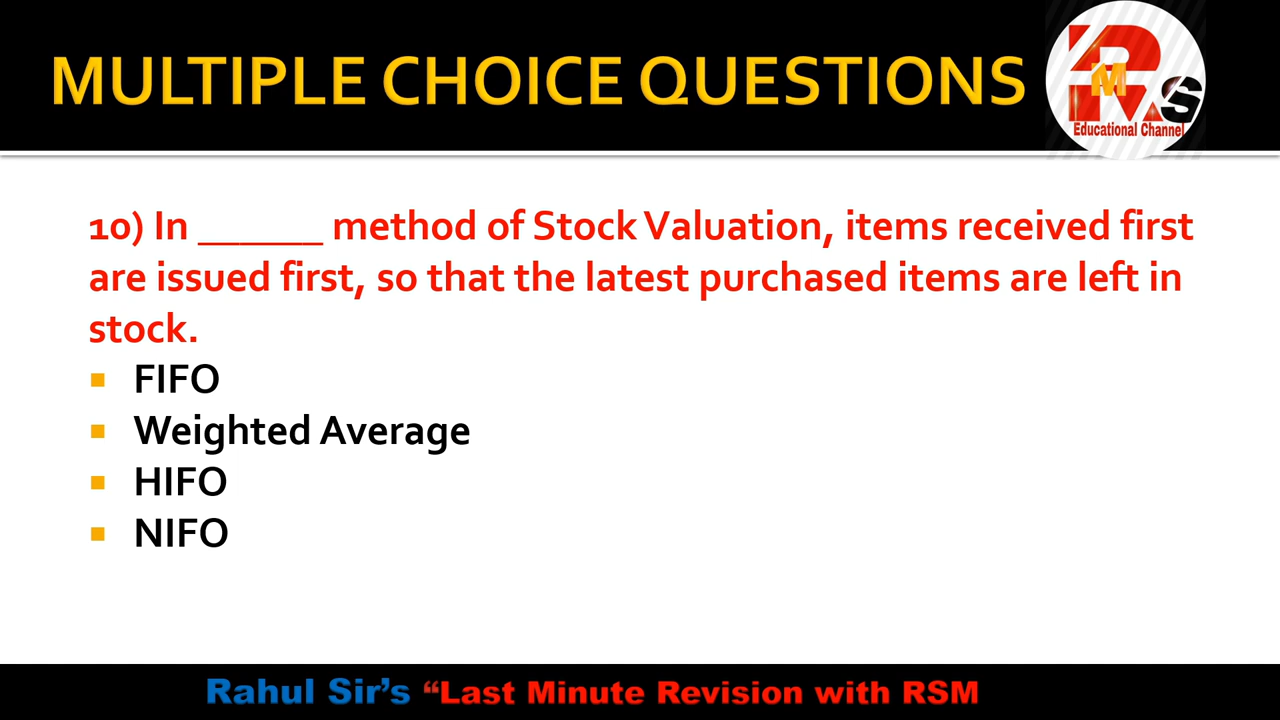 MULTIPLE CHOICE QUESTIONS
RMS
Educational Channel
10) In ______ method of Stock Valuation, items received first
are issued first, so that the latest purchased items are left in
stock.
FIFO
Weighted Average
HIFO
NIFO
Rahul Sir's “Last Minute Revision with RSM